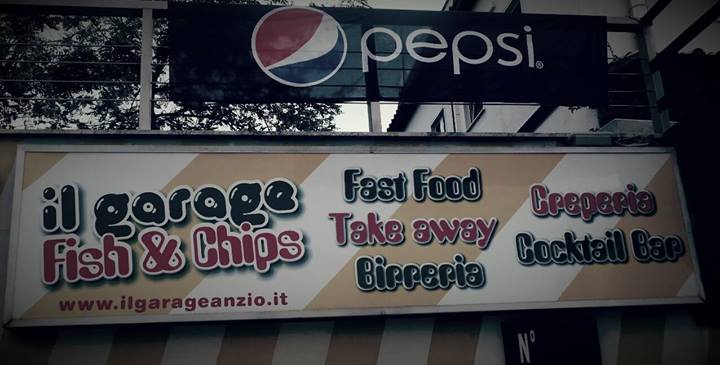 pepsi®
il garage
Fish & Chips
www.ilgarageanzio.it
Fast Food
Take away
Birreria
Creperia
Cocktail Bar
N°